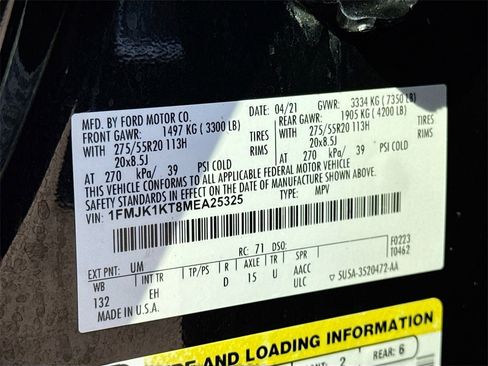 MFD. BY FORD MOTOR CO.
DATE: 04/21 GVWR: 3334 KG ( 7350 LB)
FRONT GAWR: 1497 KG ( 3300 LB) REAR GAWR: 1905 KG ( 4200 LB)
WITH 275/55R20 113H TIRES WITH 275/55R20 113H TIRES
20x8.5J RIMS 20x8.5J RIMS
AT 270 kPa/ 39 PSI COLD AT 270 kPa/ 39 PSI COLD
THIS VEHICLE CONFORMS TO ALL APPLICABLE FEDERAL MOTOR VEHICLE
SAFETY STANDARDS IN EFFECT ON THE DATE OF MANUFACTURE SHOWN ABOVE.
VIN: 1FMJK1KT8MEA25325 TYPE: MPV
F0223
T0462
EXT PNT: UM RC: 71 DSO:
WB INT TR TP/PS R AXLE TR SPR
132 EH D 15 U AACC
ULC
MADE IN U.S.A. 5U5A-3520472-AA
AND LOADING INFORMATION
2 REAR: 6